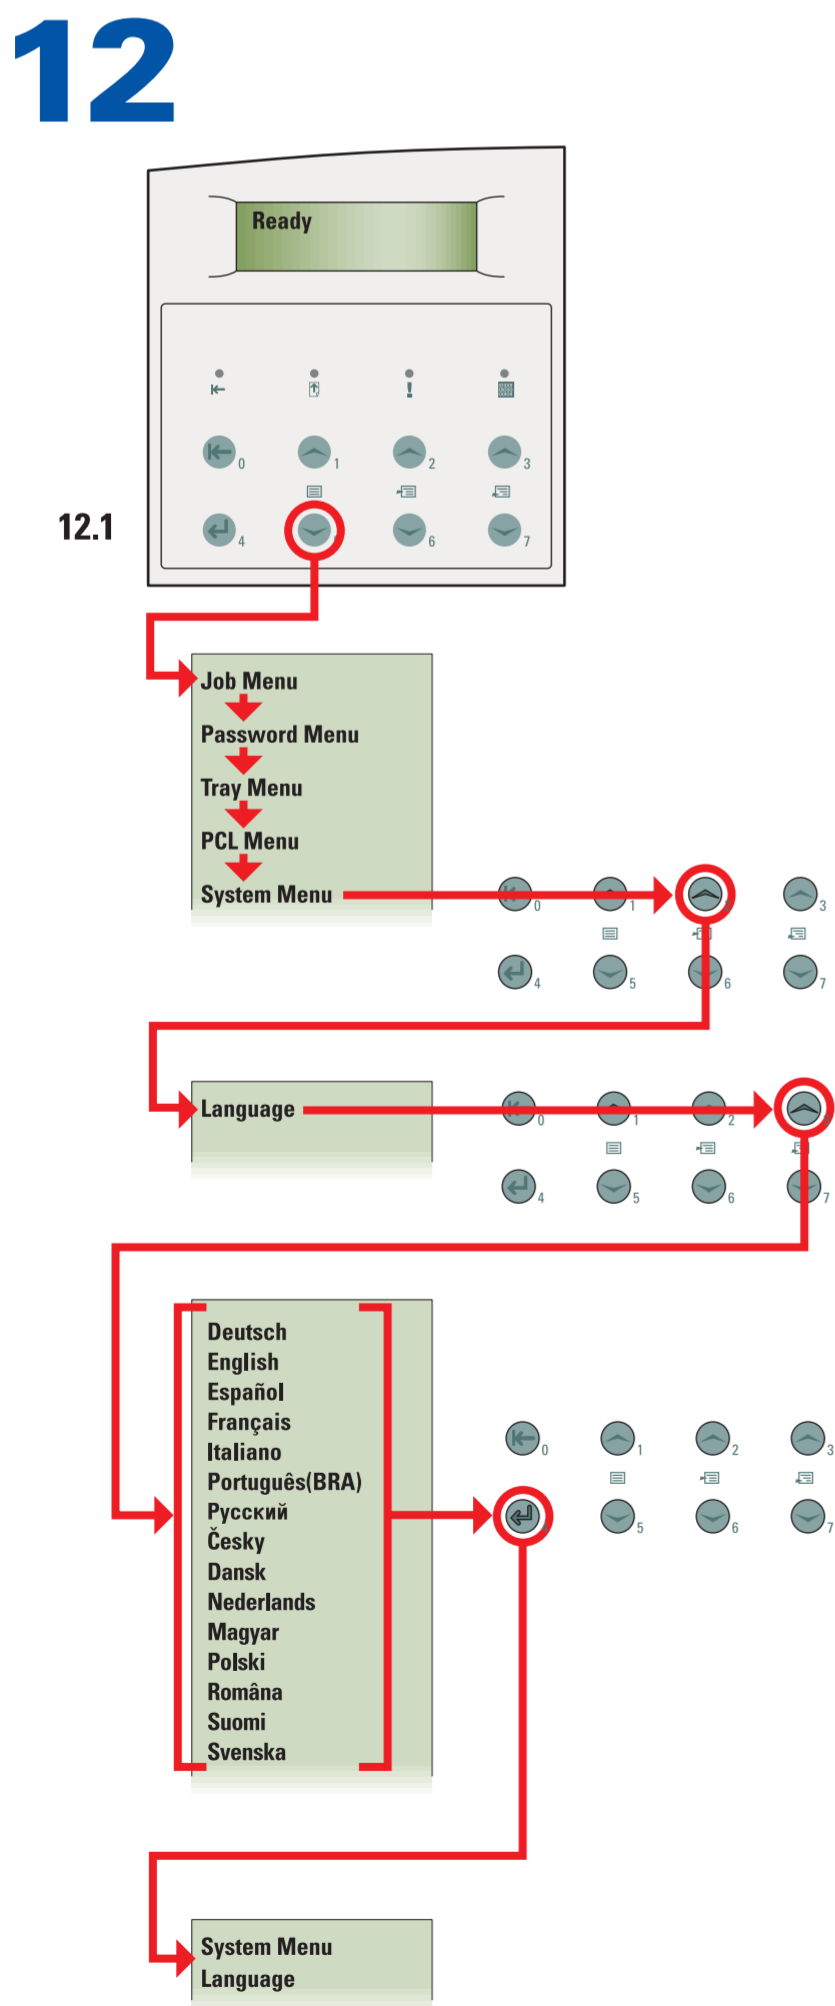 12
Ready
0 1 2 3
12.1
4 6 7
Job Menu
Password Menu
Tray Menu
PCL Menu
System Menu
0 1 3
4 5 6 7
Language
0 1 2
4 5 6 7
Deutsch
English
Español
Français
Italiano
Português(BRA)
Русский
Česky
Dansk
Nederlands
Magyar
Polski
Româna
Suomi
Svenska
0 1 2 3
5 6 7
System Menu
Language